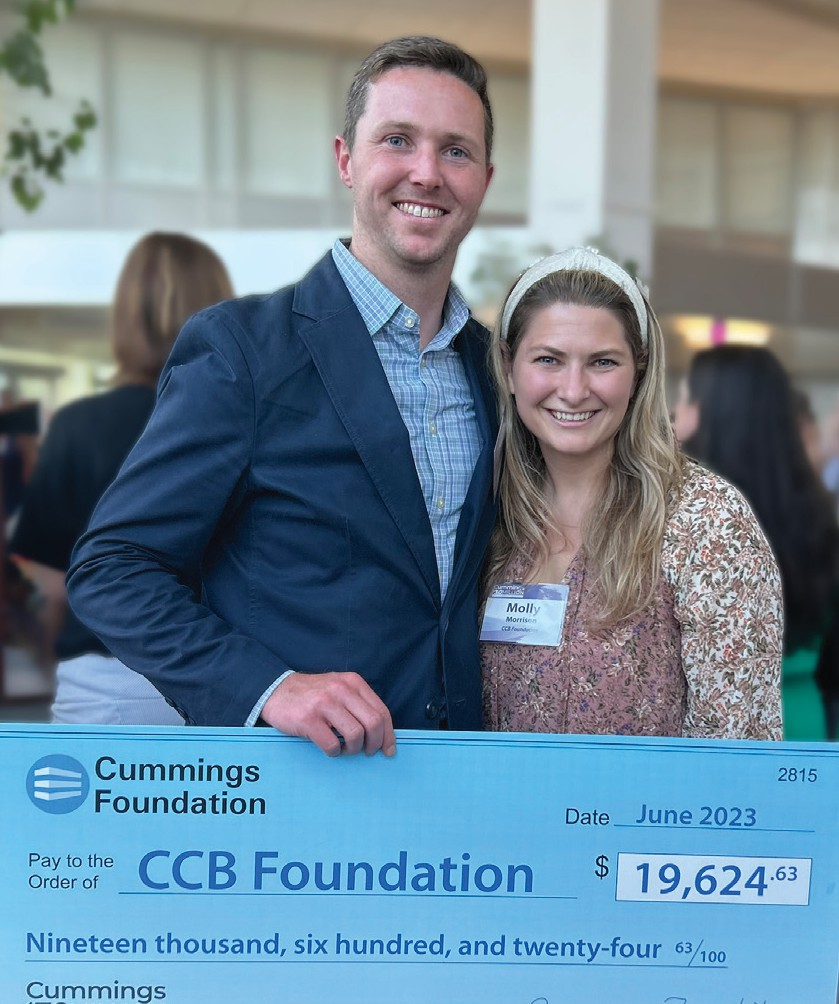 Cummings
Molly
Morrison
CCB Foundation
Cummings
Foundation
2815
Date June 2023
Pay to the
Order of CCB Foundation $ 19,624.63
Nineteen thousand, six hundred, and twenty-four 63/100
Cummings